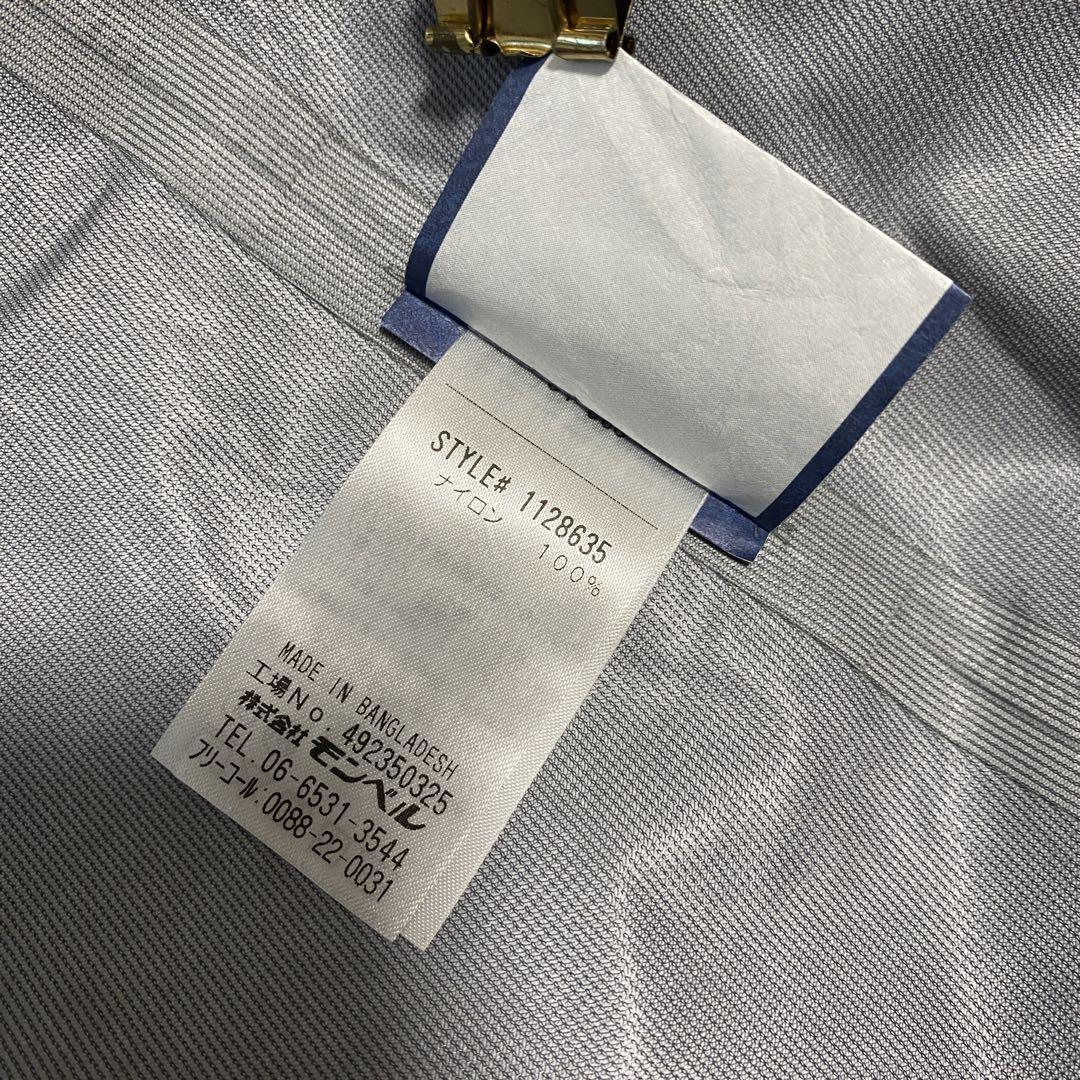 STYLE# 1128635
ナイロン 100%
MADE IN BANGLADESH
工場No. 492350325
株式会社 モンベル
TEL. 06-6531-3544
フリーコール:0088-22-0031